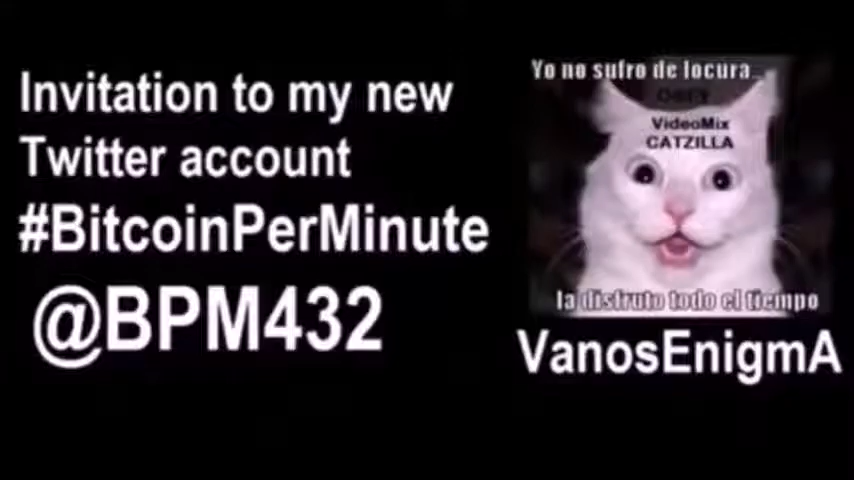 Invitation to my new
Twitter account
#BitcoinPerMinute
@BPM432
Yo no sufro de locura...
OBEY
VideoMix
CATZILLA
la disfruto todo el tiempo
VanosEnigmA